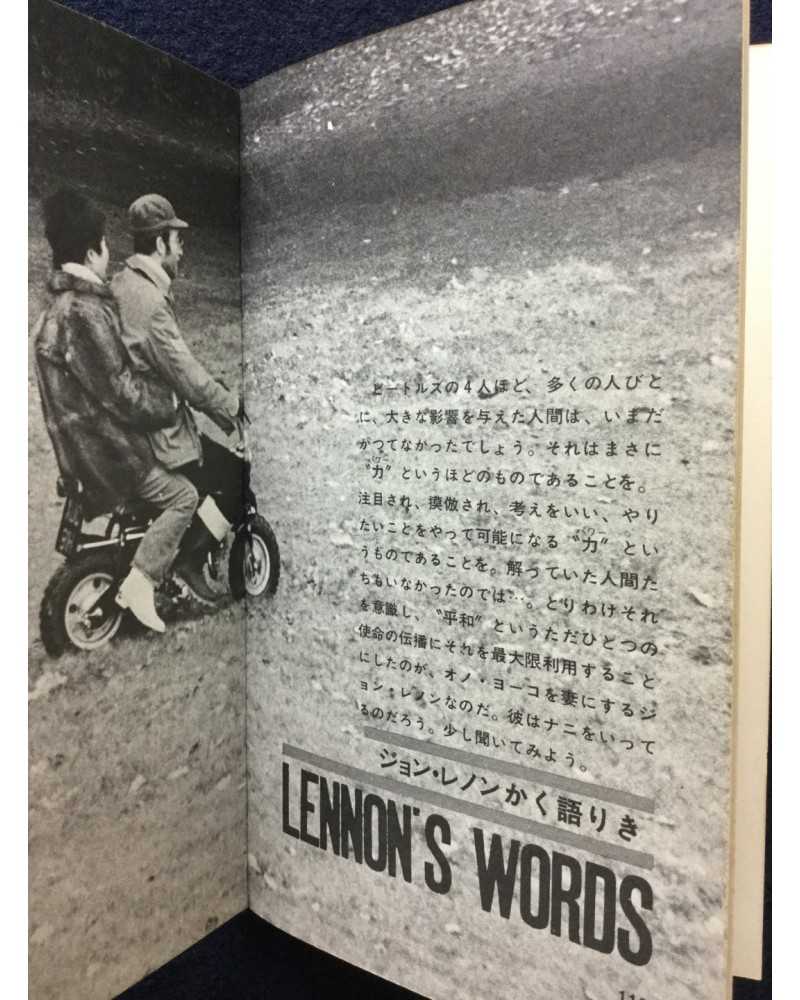 ビートルズの4人ほど、多くの人びと
に、大きな影響を与えた人間は、いまだ
かつてなかったでしょう。それはまさに
〝力〟というほどのものであることを。
注目され、摸倣され、考えをいい、やり
たいことをやって可能になる〝力〟とい
うものであることを。解っていた人間た
ちもいなかったのでは…。とりわけそれ
を意識し、〝平和〟というただひとつの
使命の伝播にそれを最大限利用すること
にしたのが、オノ・ヨーコを妻にするジ
ョン・レノンなのだ。彼はナニをいって
るのだろう。少し聞いてみよう。
ジョン・レノンかく語りき
LENNON'S WORDS